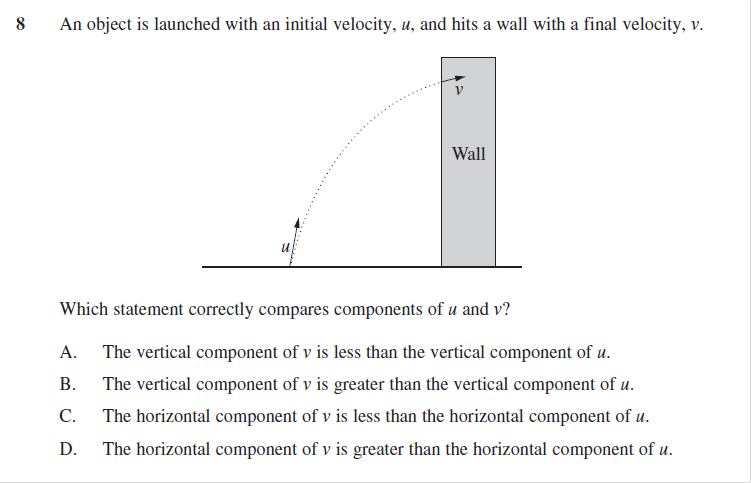 8 An object is launched with an initial velocity, u, and hits a wall with a final velocity, v.
v
Wall
u
Which statement correctly compares components of u and v?
A. The vertical component of v is less than the vertical component of u.
B. The vertical component of v is greater than the vertical component of u.
C. The horizontal component of v is less than the horizontal component of u.
D. The horizontal component of v is greater than the horizontal component of u.